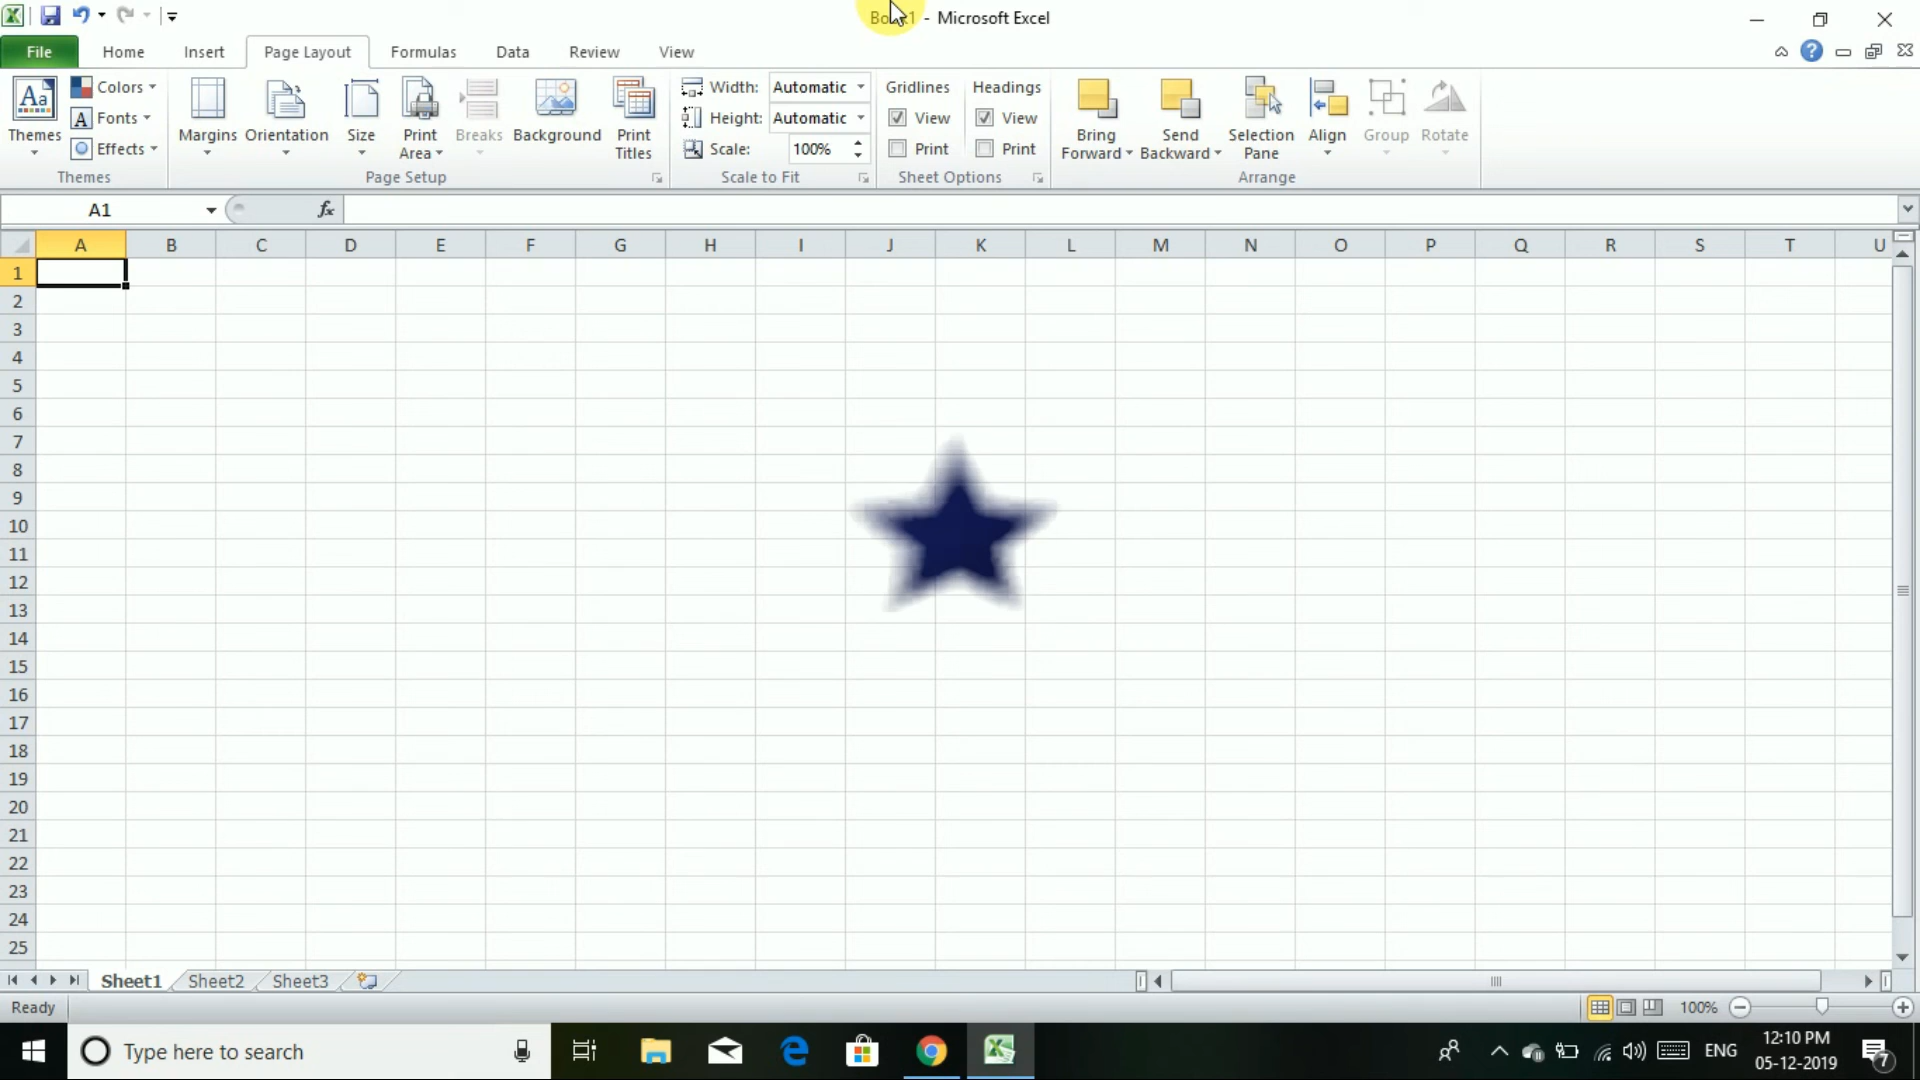 Book1 - Microsoft Excel
File Home Insert Page Layout Formulas Data Review View
Aa Colors Margins Orientation Size Print Area Breaks Background Print Titles Width: Automatic Gridlines Headings Bring Forward Send Backward Selection Pane Align Group Rotate
Themes A Fonts Height: Automatic View View
Effects Scale: 100% Print Print
Themes Page Setup Scale to Fit Sheet Options Arrange
A1 fx
A B C D E F G H I J K L M N O P Q R S T U
1
2
3
4
5
6
7
8
9
10
11
12
13
14
15
16
17
18
19
20
21
22
23
24
25
Sheet1 Sheet2 Sheet3
Ready 100%
Type here to search ENG 12:10 PM
05-12-2019 7